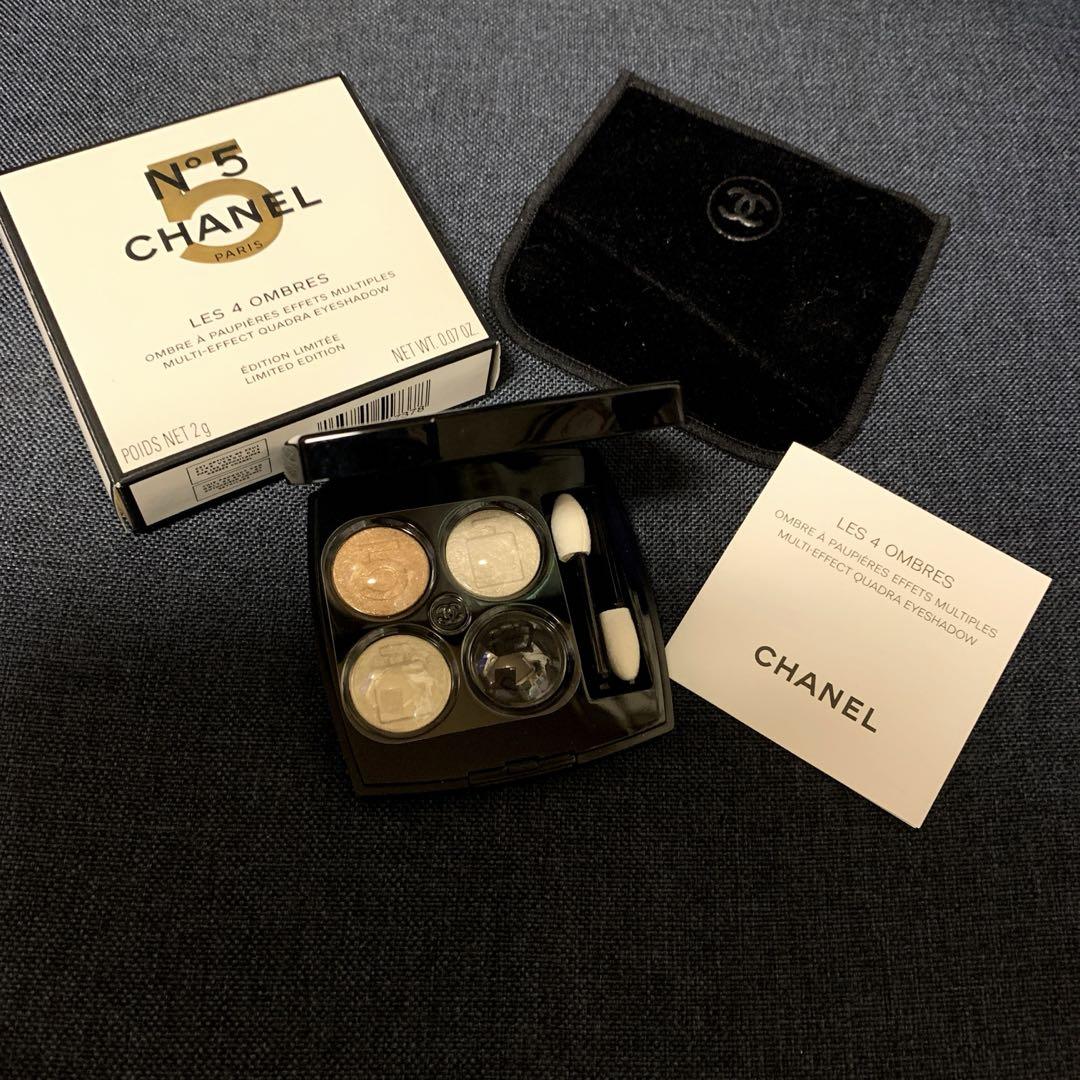 N° 5
5
CHANEL
PARIS
LES 4 OMBRES
OMBRE À PAUPIÈRES EFFETS MULTIPLES
MULTI-EFFECT QUADRA EYESHADOW
ÉDITION LIMITÉE
LIMITED EDITION
POIDS NET 2 g
NET WT. 0.07 OZ.
LES 4 OMBRES
OMBRE À PAUPIÈRES EFFETS MULTIPLES
MULTI-EFFECT QUADRA EYESHADOW
CHANEL